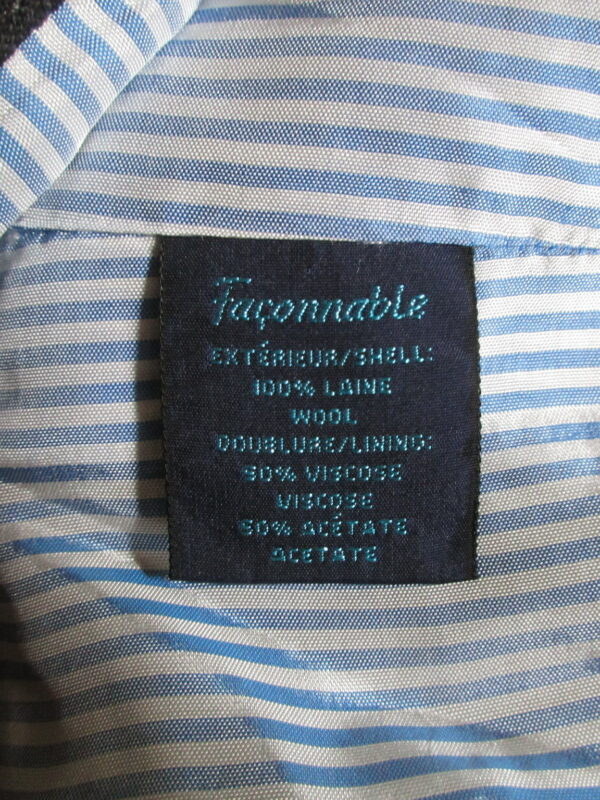 Façonnable
EXTÉRIEUR/SHELL:
100% LAINE
WOOL
DOUBLURE/LINING:
50% VISCOSE
VISCOSE
50% ACÉTATE
ACETATE